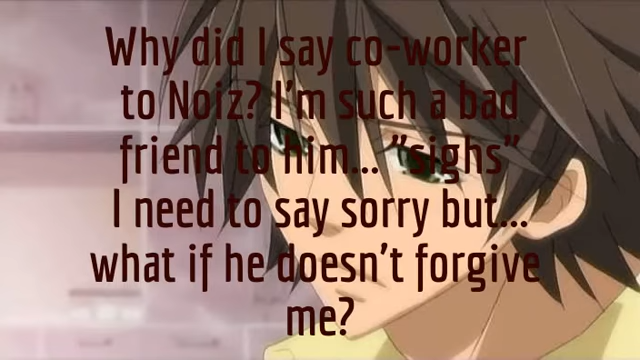 Why did I say co-worker
to Noiz? I'm such a bad
friend to him... "sighs"
I need to say sorry but...
what if he doesn't forgive
me?